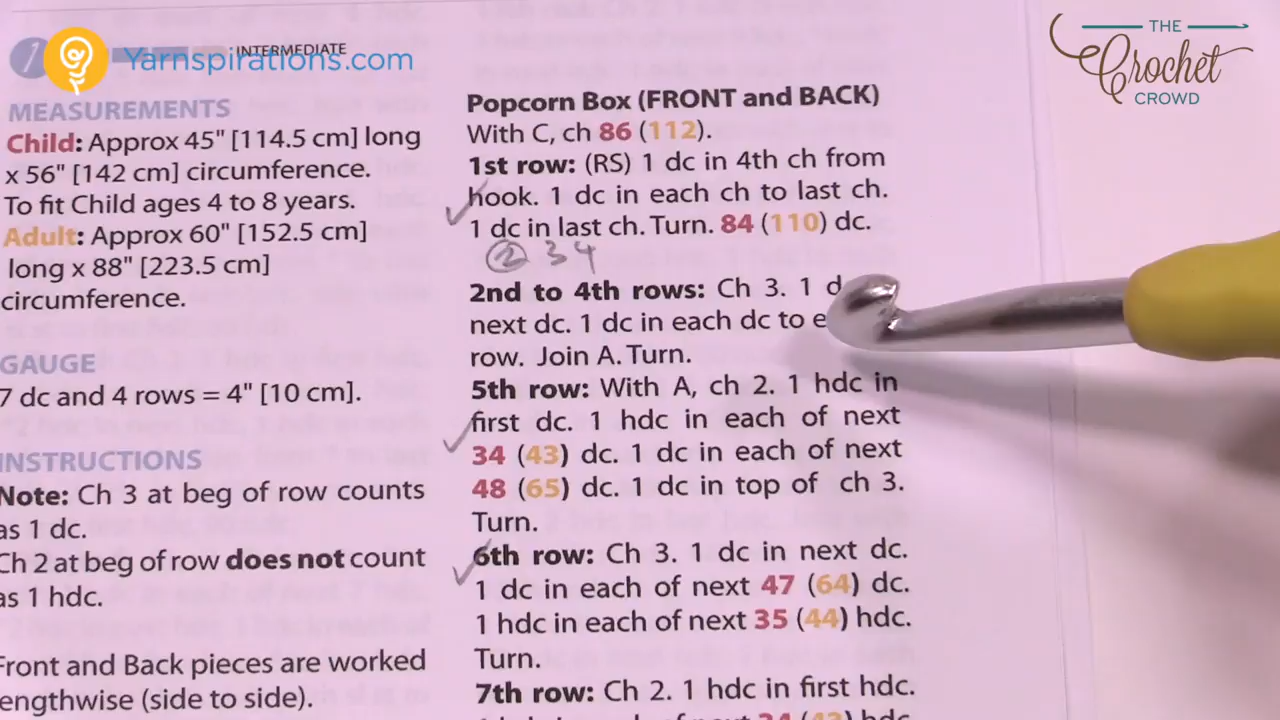 INTERMEDIATE
Yarnspirations.com
THE
Crochet
CROWD
MEASUREMENTS
Child: Approx 45" [114.5 cm] long
x 56" [142 cm] circumference.
To fit Child ages 4 to 8 years.
Adult: Approx 60" [152.5 cm]
long x 88" [223.5 cm]
circumference.
GAUGE
7 dc and 4 rows = 4" [10 cm].
INSTRUCTIONS
Note: Ch 3 at beg of row counts
as 1 dc.
Ch 2 at beg of row does not count
as 1 hdc.
Front and Back pieces are worked
engthwise (side to side).
Popcorn Box (FRONT and BACK)
With C, ch 86 (112).
1st row: (RS) 1 dc in 4th ch from
hook. 1 dc in each ch to last ch.
1 dc in last ch. Turn. 84 (110) dc.
2 3 4
2nd to 4th rows: Ch 3. 1 d
next dc. 1 dc in each dc to e
row. Join A. Turn.
5th row: With A, ch 2. 1 hdc in
first dc. 1 hdc in each of next
34 (43) dc. 1 dc in each of next
48 (65) dc. 1 dc in top of ch 3.
Turn.
6th row: Ch 3. 1 dc in next dc.
1 dc in each of next 47 (64) dc.
1 hdc in each of next 35 (44) hdc.
Turn.
7th row: Ch 2. 1 hdc in first hdc.